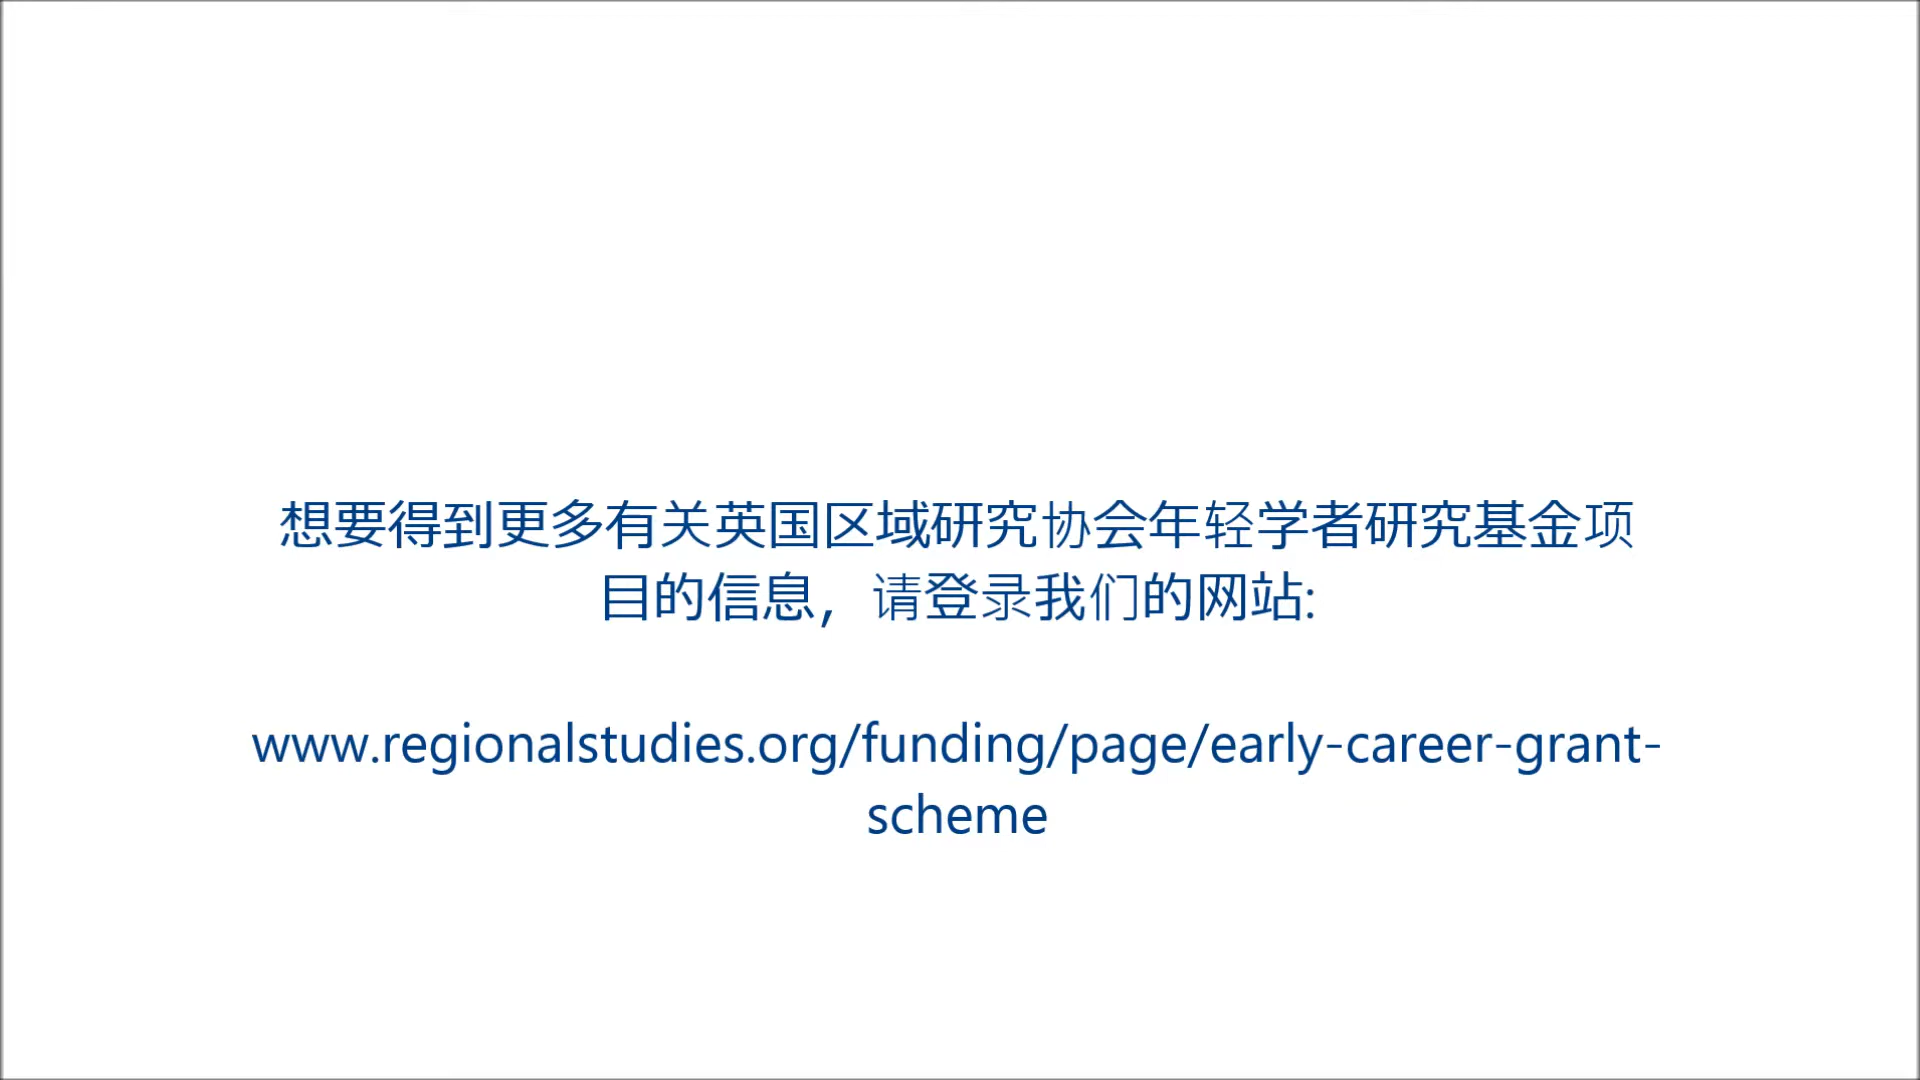 想要得到更多有关英国区域研究协会年轻学者研究基金项
目的信息，请登录我们的网站:
www.regionalstudies.org/funding/page/early-career-grant-
scheme